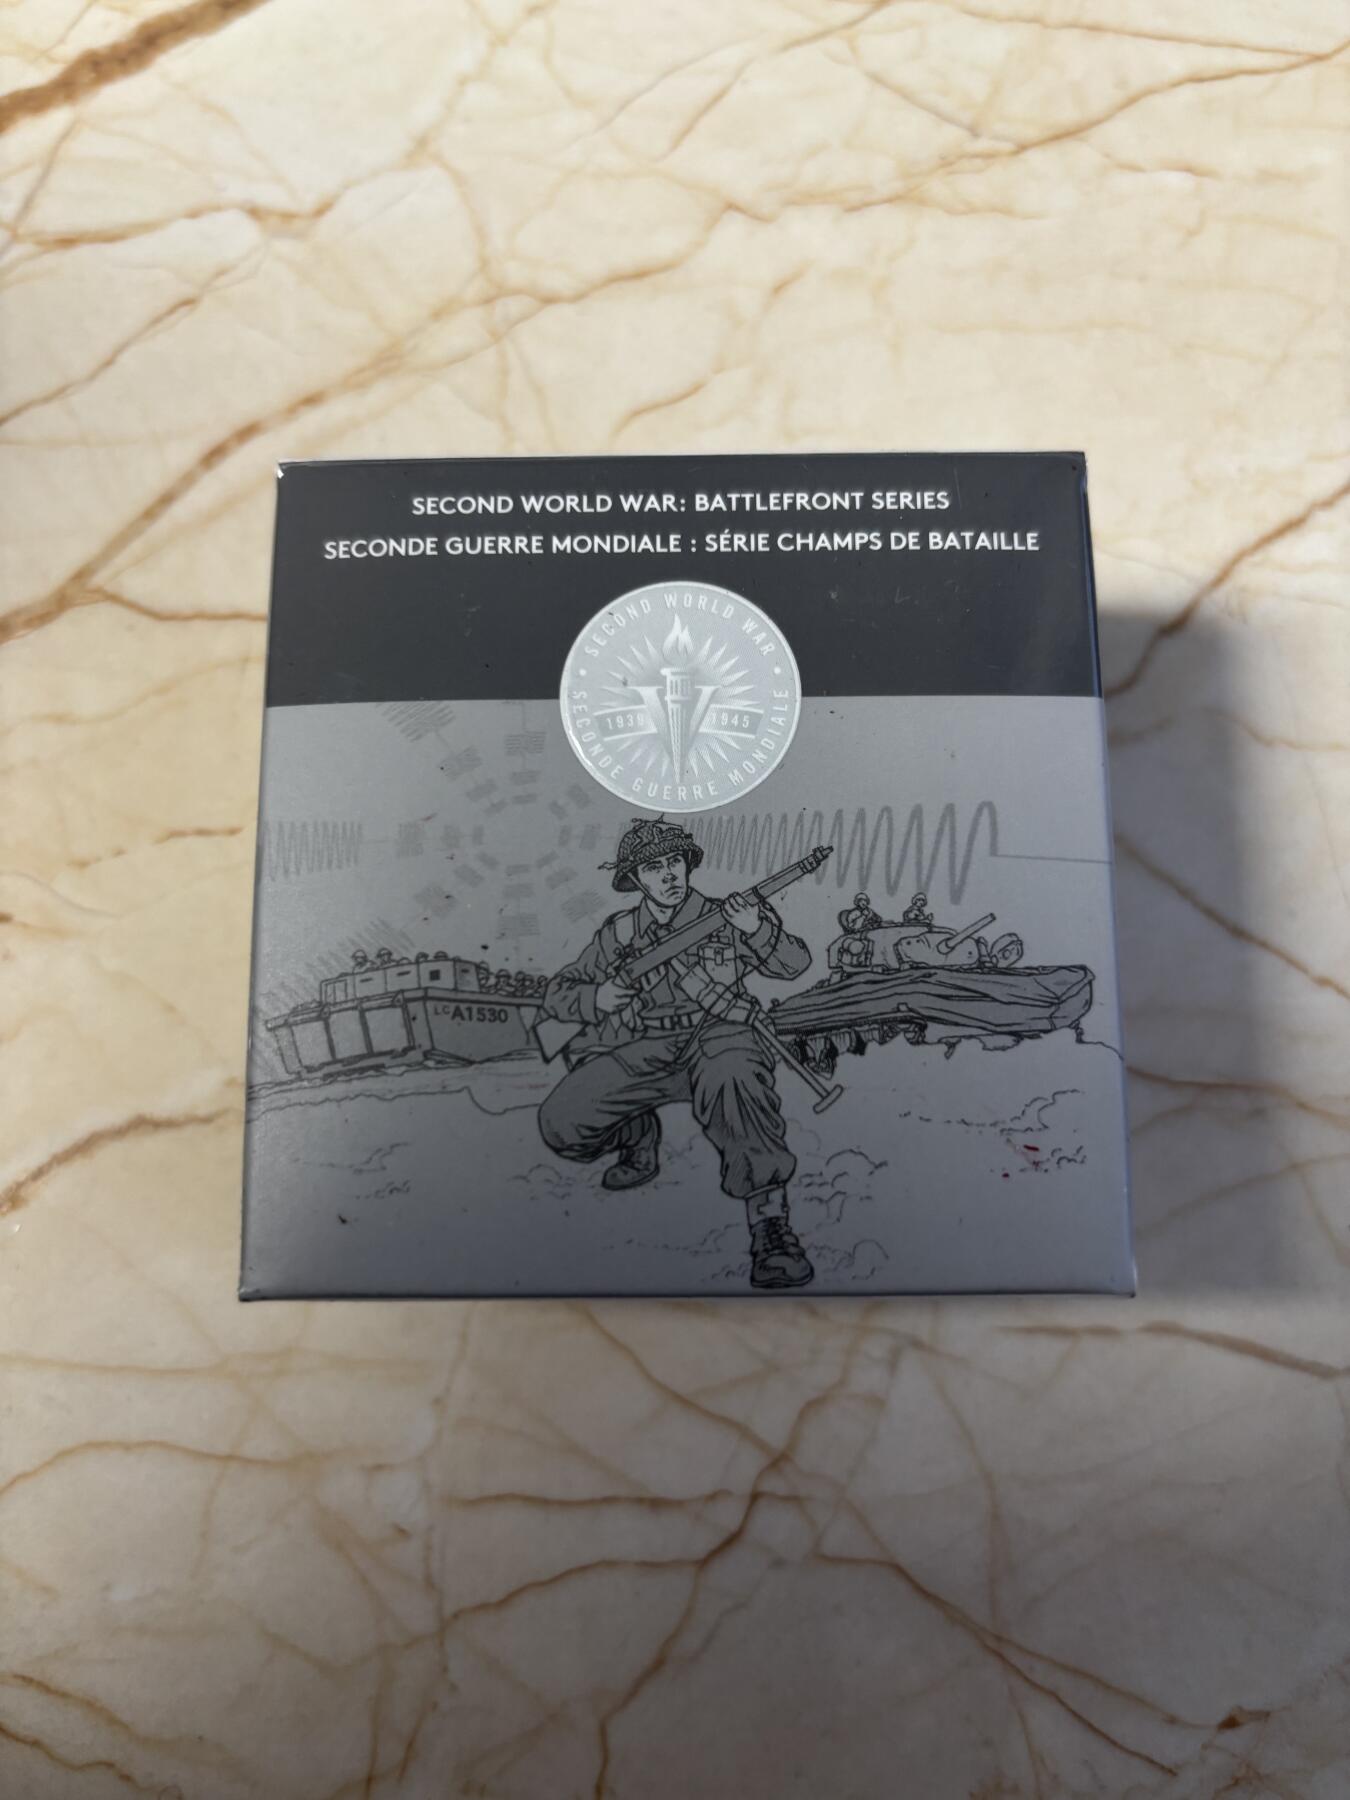 SECOND WORLD WAR: BATTLEFRONT SERIES
SECONDE GUERRE MONDIALE : SÉRIE CHAMPS DE BATAILLE
• SECOND WORLD WAR •
1939 1945
SECONDE GUERRE MONDIALE
LCA1530